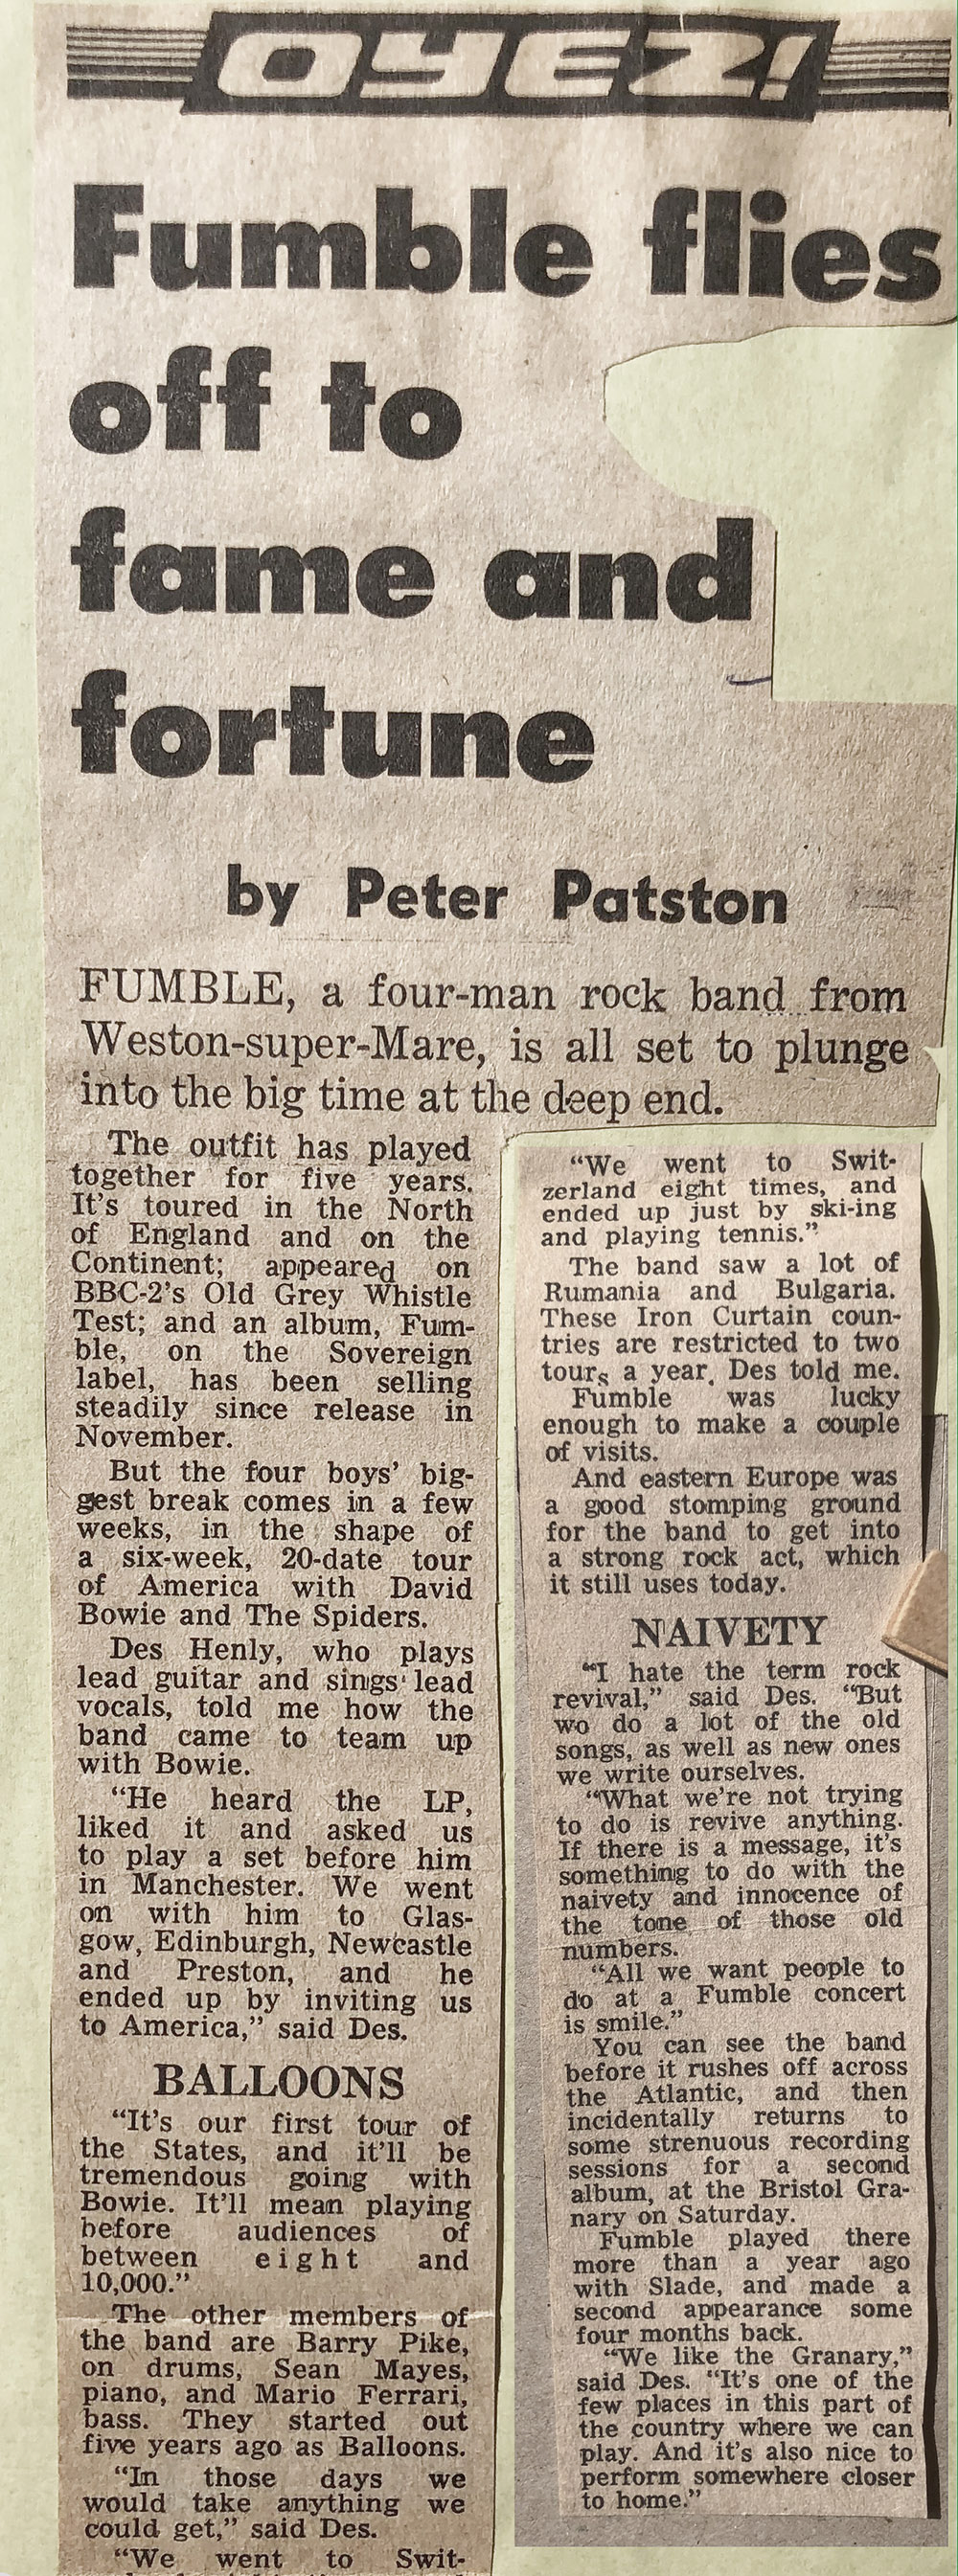 OYEZ!
Fumble flies
off to
fame and
fortune
by Peter Patston
FUMBLE, a four-man rock band from
Weston-super-Mare, is all set to plunge
into the big time at the deep end.
The outfit has played
together for five years.
It's toured in the North
of England and on the
Continent; appeared on
BBC-2's Old Grey Whistle
Test; and an album, Fum-
ble, on the Sovereign
label, has been selling
steadily since release in
November.
But the four boys' big-
gest break comes in a few
weeks, in the shape of
a six-week, 20-date tour
of America with David
Bowie and The Spiders.
Des Henly, who plays
lead guitar and sings lead
vocals, told me how the
band came to team up
with Bowie.
"He heard the LP,
liked it and asked us
to play a set before him
in Manchester. We went
on with him to Glas-
gow, Edinburgh, Newcastle
and Preston, and he
ended up by inviting us
to America," said Des.
BALLOONS
"It's our first tour of
the States, and it'll be
tremendous going with
Bowie. It'll mean playing
before audiences of
between eight and
10,000."
The other members of
the band are Barry Pike,
on drums, Sean Mayes,
piano, and Mario Ferrari,
bass. They started out
five years ago as Balloons.
"In those days we
would take anything we
could get," said Des.
"We went to Swit-
"We went to Swit-
zerland eight times, and
ended up just by ski-ing
and playing tennis."
The band saw a lot of
Rumania and Bulgaria.
These Iron Curtain coun-
tries are restricted to two
tours a year. Des told me.
Fumble was lucky
enough to make a couple
of visits.
And eastern Europe was
a good stomping ground
for the band to get into
a strong rock act, which
it still uses today.
NAIVETY
"I hate the term rock
revival," said Des. "But
wo do a lot of the old
songs, as well as new ones
we write ourselves.
"What we're not trying
to do is revive anything.
If there is a message, it's
something to do with the
naivety and innocence of
the tone of those old
numbers.
"All we want people to
do at a Fumble concert
is smile."
You can see the band
before it rushes off across
the Atlantic, and then
incidentally returns to
some strenuous recording
sessions for a second
album, at the Bristol Gra-
nary on Saturday.
Fumble played there
more than a year ago
with Slade, and made a
second appearance some
four months back.
"We like the Granary,"
said Des. "It's one of the
few places in this part of
the country where we can
play. And it's also nice to
perform somewhere closer
to home."